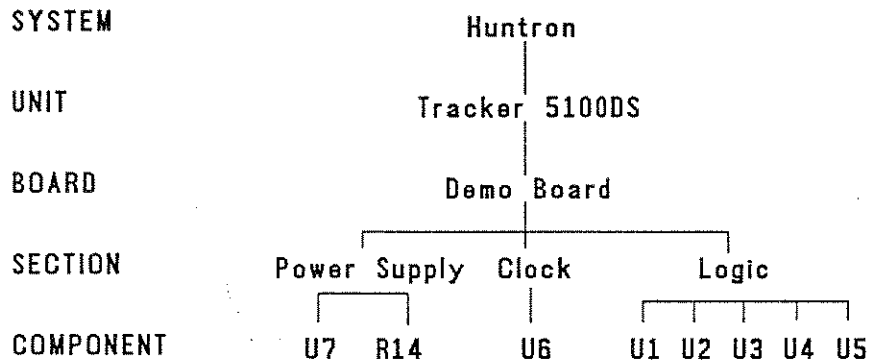 SYSTEM Huntron
UNIT Tracker 5100DS
BOARD Demo Board
SECTION Power Supply Clock Logic
COMPONENT U7 R14 U6 U1 U2 U3 U4 U5